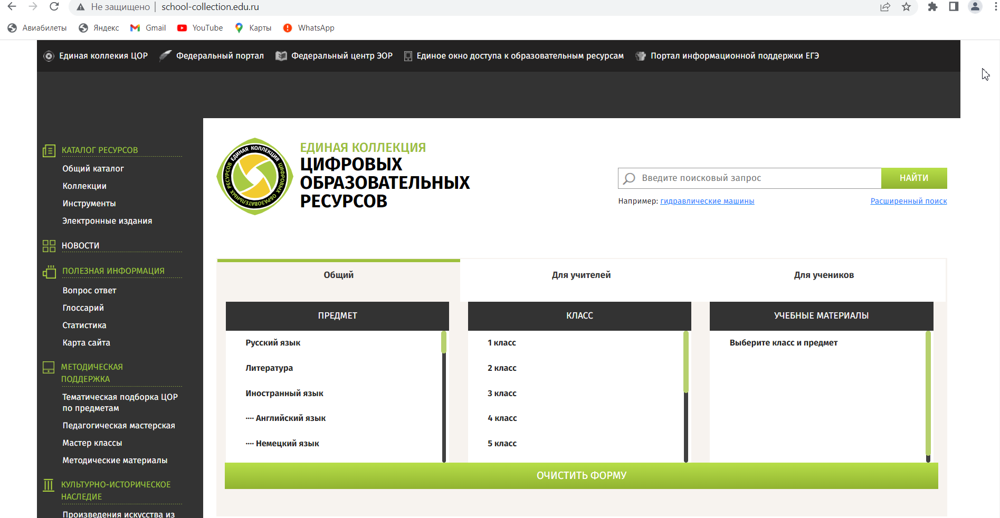 Не защищено | school-collection.edu.ru
Авиабилеты Яндекс Gmail YouTube Карты WhatsApp
Единая коллекия ЦОР Федеральный портал Федеральный центр ЭОР Единое окно доступа к образовательным ресурсам Портал информационной поддержки ЕГЭ
КАТАЛОГ РЕСУРСОВ
Общий каталог
Коллекции
Инструменты
Электронные издания
НОВОСТИ
ПОЛЕЗНАЯ ИНФОРМАЦИЯ
Вопрос ответ
Глоссарий
Статистика
Карта сайта
МЕТОДИЧЕСКАЯ
ПОДДЕРЖКА
Тематическая подборка ЦОР
по предметам
Педагогическая мастерская
Мастер классы
Методические материалы
КУЛЬТУРНО-ИСТОРИЧЕСКОЕ
НАСЛЕДИЕ
Произведения искусства из
ЕДИНАЯ КОЛЛЕКЦИЯ ЦИФРОВЫХ ОБРАЗОВАТЕЛЬНЫХ РЕСУРСОВ
ЕДИНАЯ КОЛЛЕКЦИЯ
ЦИФРОВЫХ
ОБРАЗОВАТЕЛЬНЫХ
РЕСУРСОВ
Введите поисковый запрос НАЙТИ
Например: гидравлические машины Расширенный поиск
Общий Для учителей Для учеников
ПРЕДМЕТ КЛАСС УЧЕБНЫЕ МАТЕРИАЛЫ
Русский язык 1 класс Выберите класс и предмет
Литература 2 класс
Иностранный язык 3 класс
···· Английский язык 4 класс
···· Немецкий язык 5 класс
ОЧИСТИТЬ ФОРМУ